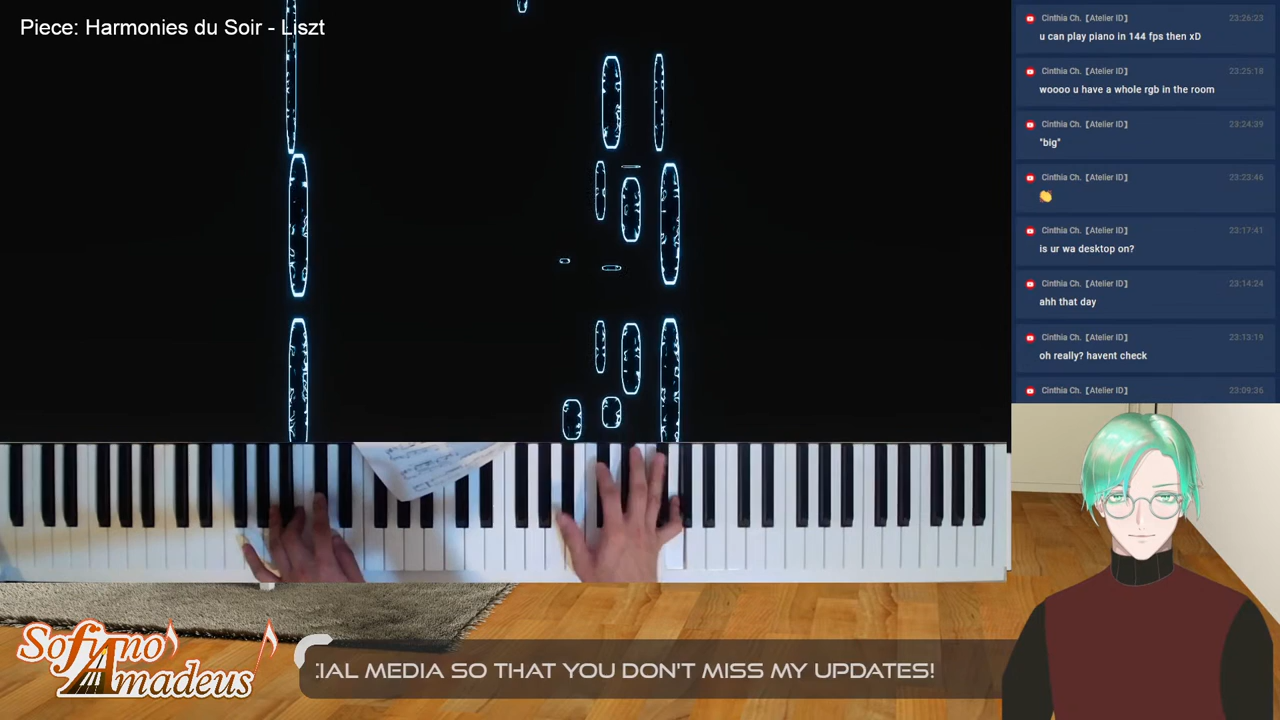 Piece: Harmonies du Soir - Liszt
Cinthia Ch.【Atelier ID】 23:26:23
u can play piano in 144 fps then xD
Cinthia Ch.【Atelier ID】 23:25:18
woooo u have a whole rgb in the room
Cinthia Ch.【Atelier ID】 23:24:39
"big"
Cinthia Ch.【Atelier ID】 23:23:46
👏
Cinthia Ch.【Atelier ID】 23:17:41
is ur wa desktop on?
Cinthia Ch.【Atelier ID】 23:14:24
ahh that day
Cinthia Ch.【Atelier ID】 23:13:19
oh really? havent check
Cinthia Ch.【Atelier ID】 23:09:36
Sofiano
Amadeus
IAL MEDIA SO THAT YOU DON'T MISS MY UPDATES!